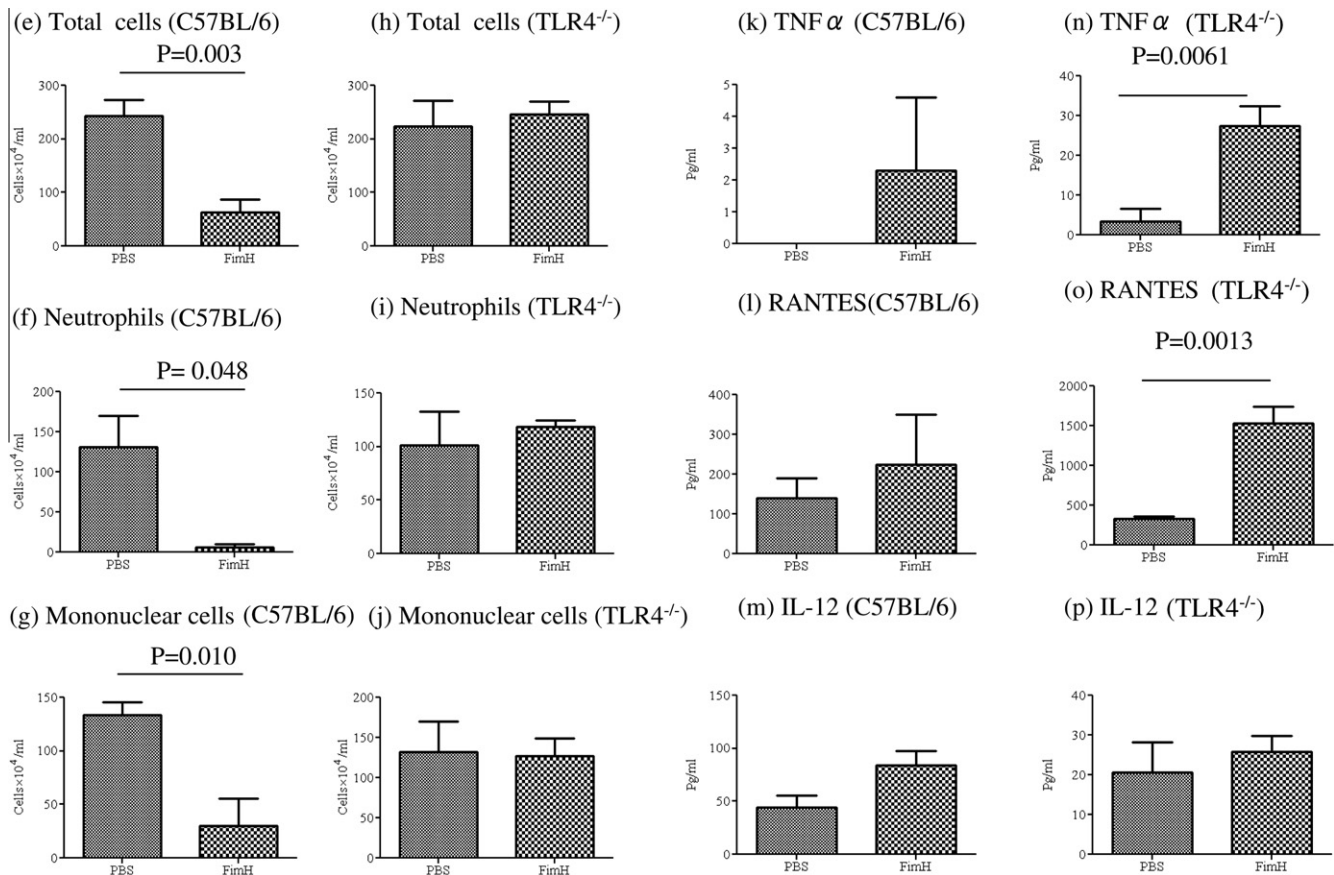 (e) Total cells (C57BL/6)
P=0.003
Cells×10⁴/ml
300
200
100
0
PBS
FimH
(h) Total cells (TLR4⁻/⁻)
Cells×10⁴/ml
300
200
100
0
PBS
FimH
(k) TNFα (C57BL/6)
Pg/ml
5
4
3
2
1
0
PBS
FimH
(n) TNFα (TLR4⁻/⁻)
P=0.0061
Pg/ml
40
30
20
10
0
PBS
FimH
(f) Neutrophils (C57BL/6)
P= 0.048
Cells×10⁴/ml
200
150
100
50
0
PBS
FimH
(i) Neutrophils (TLR4⁻/⁻)
Cells×10⁴/ml
150
100
50
0
PBS
FimH
(l) RANTES(C57BL/6)
Pg/ml
400
300
200
100
0
PBS
FimH
(o) RANTES (TLR4⁻/⁻)
P=0.0013
Pg/ml
2000
1500
1000
500
0
PBS
FimH
(g) Mononuclear cells (C57BL/6)
P=0.010
Cells×10⁴/ml
150
100
50
0
PBS
FimH
(j) Mononuclear cells (TLR4⁻/⁻)
Cells×10⁴/ml
200
150
100
50
0
PBS
FimH
(m) IL-12 (C57BL/6)
Pg/ml
150
100
50
0
PBS
FimH
(p) IL-12 (TLR4⁻/⁻)
Pg/ml
40
30
20
10
0
PBS
FimH